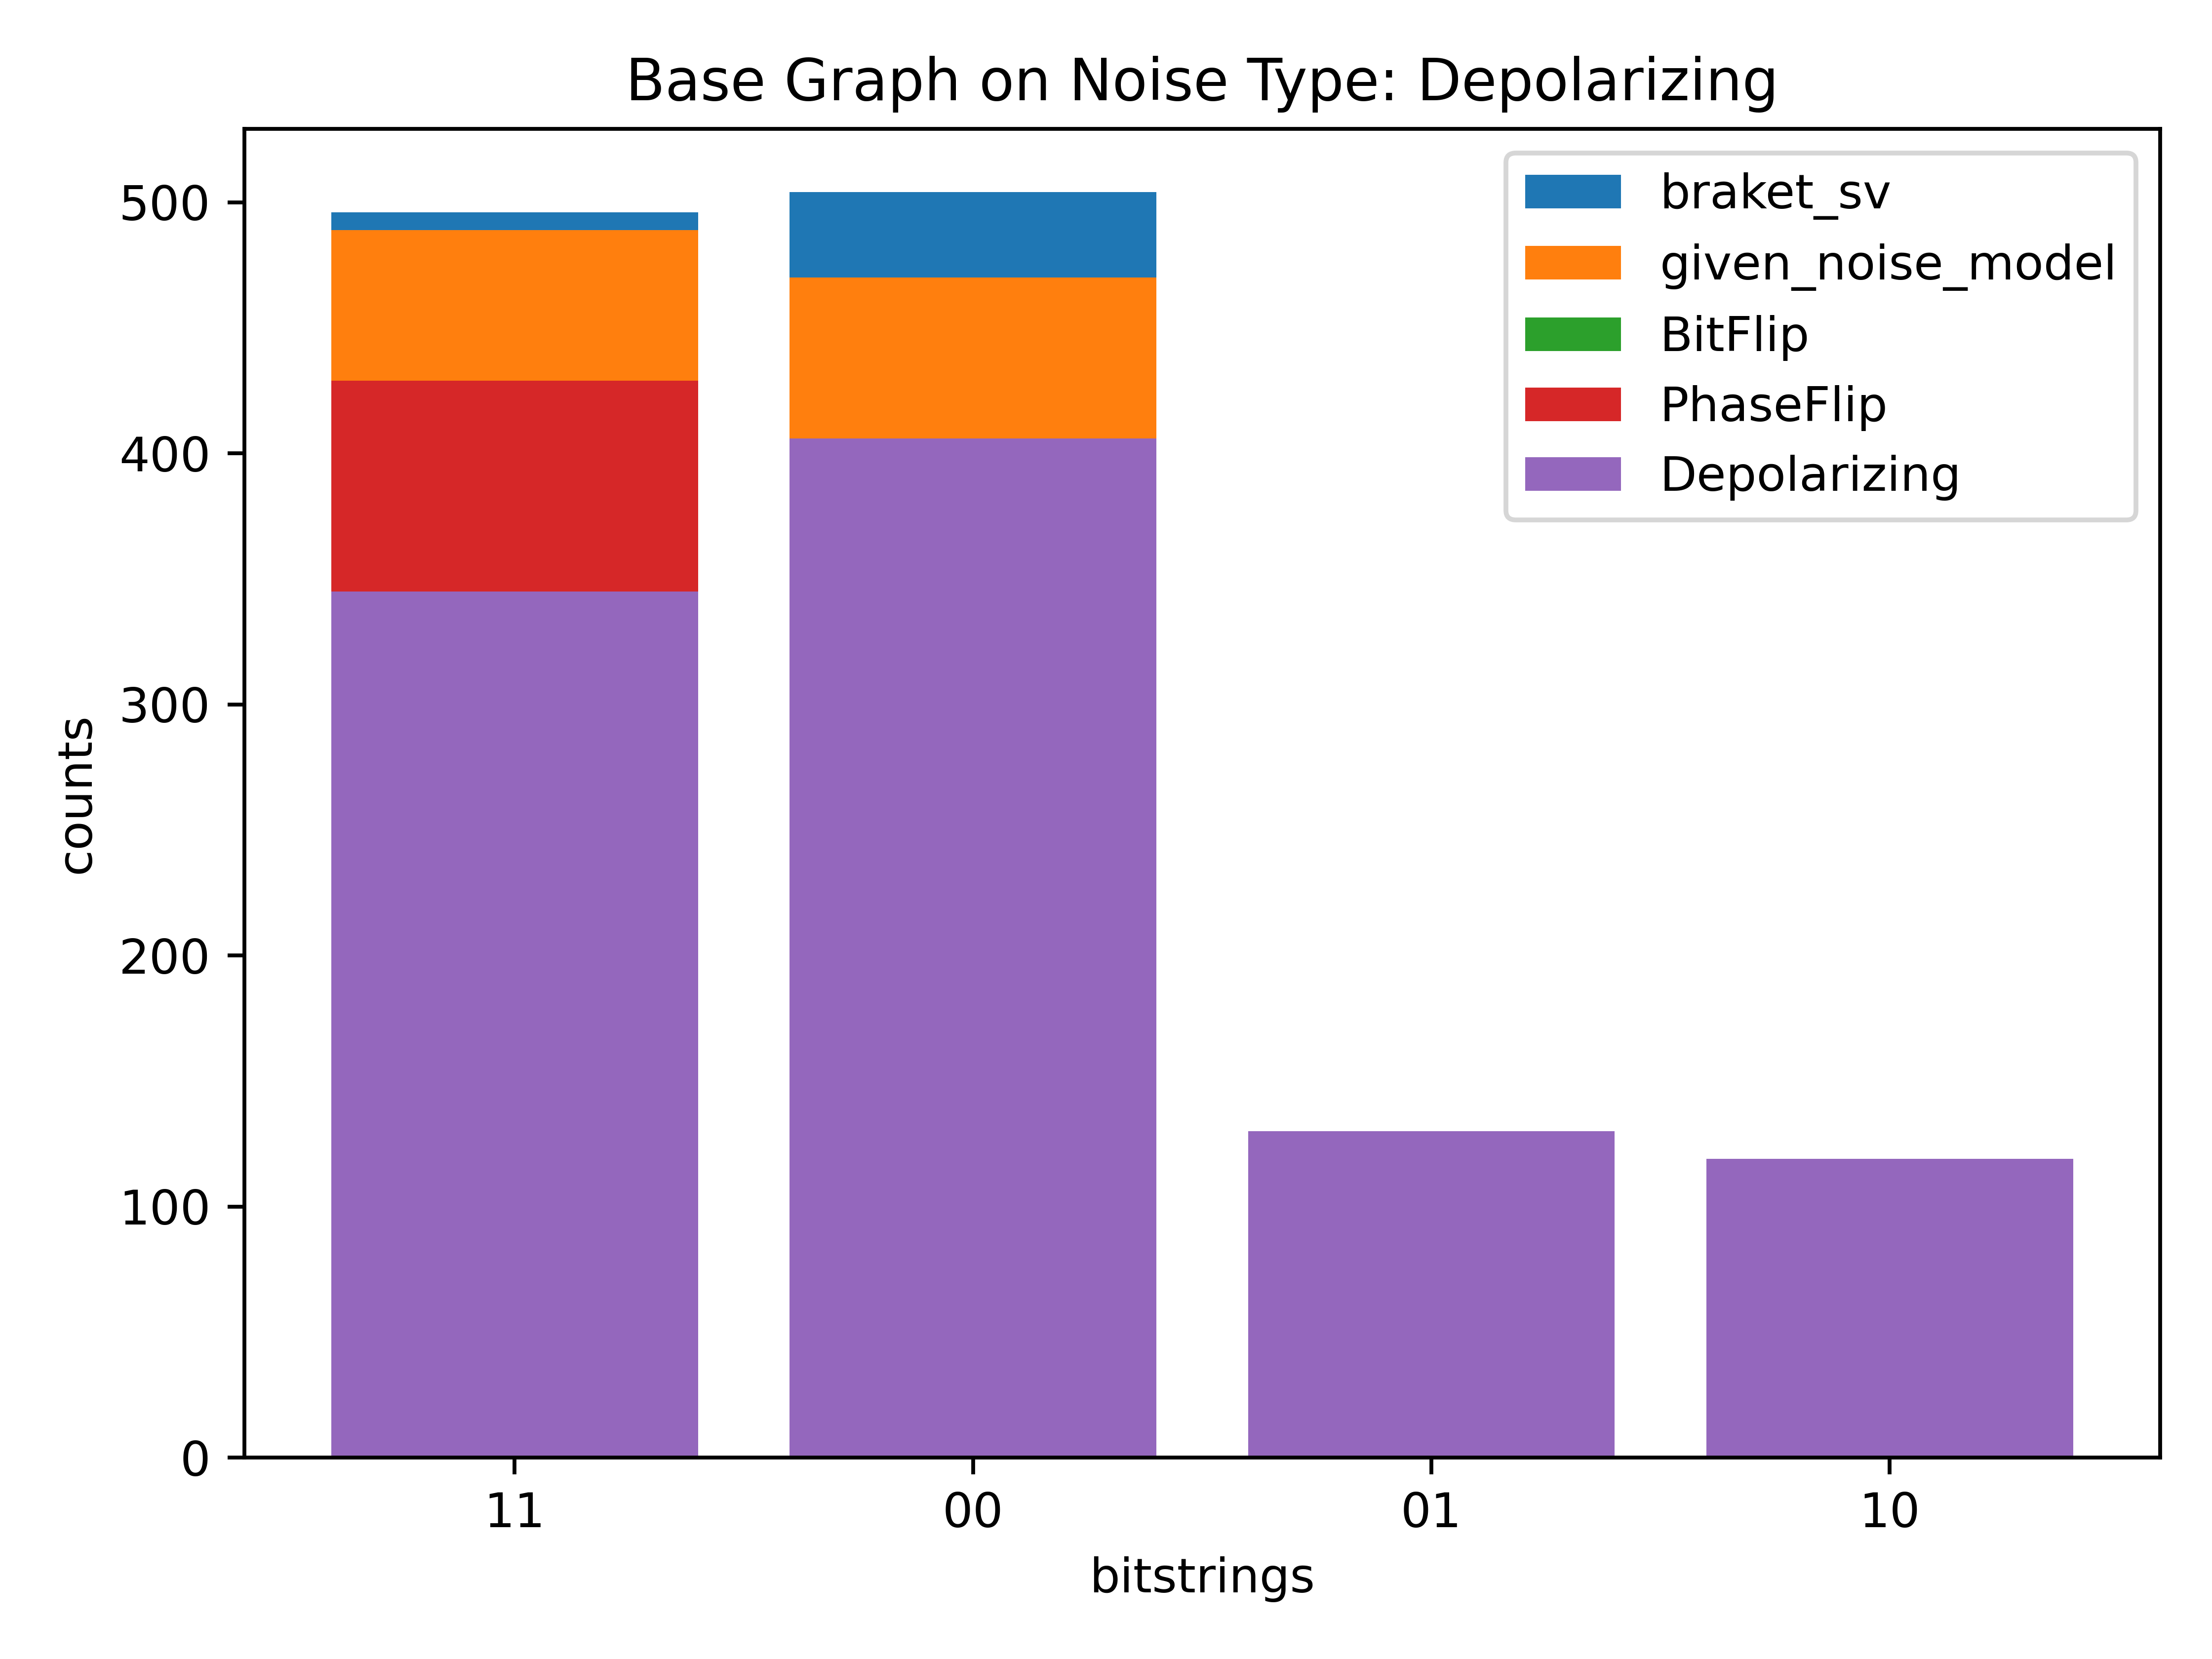 Base Graph on Noise Type: Depolarizing
braket_sv
given_noise_model
BitFlip
PhaseFlip
Depolarizing
500
400
300
200
100
0
counts
11 00 01 10
bitstrings